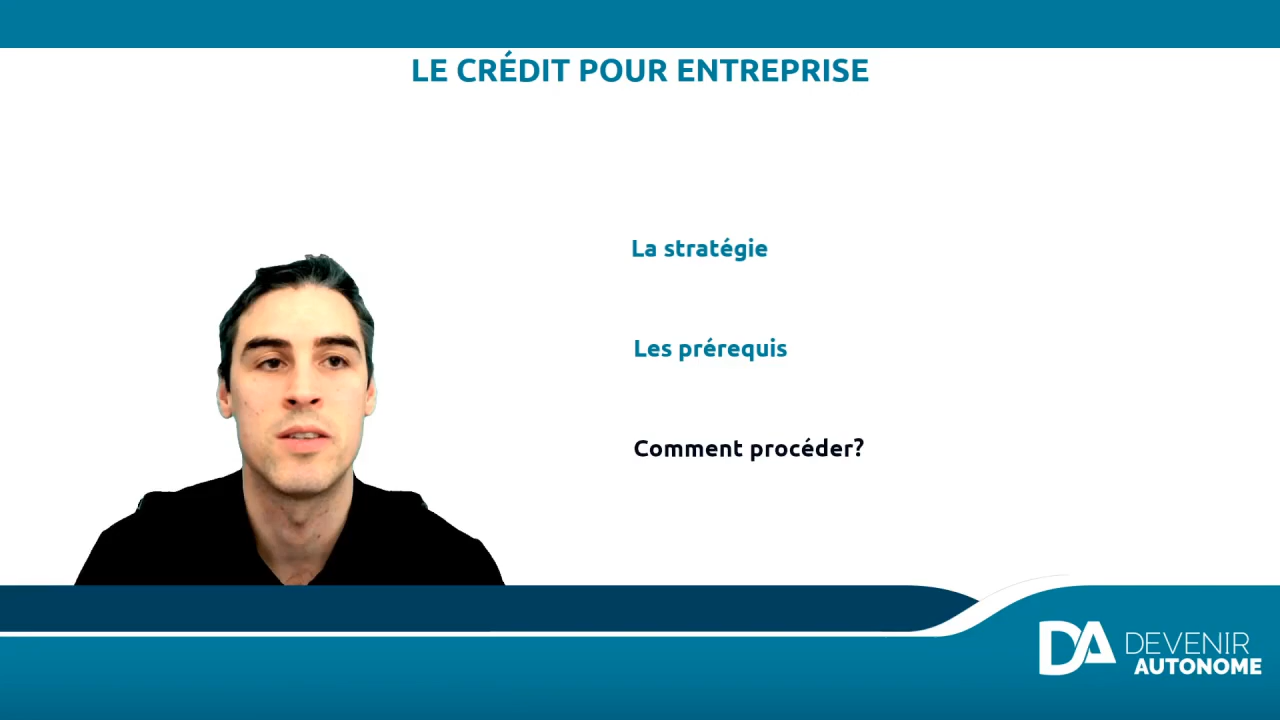 LE CRÉDIT POUR ENTREPRISE
La stratégie
Les prérequis
Comment procéder?
DA DEVENIR
AUTONOME